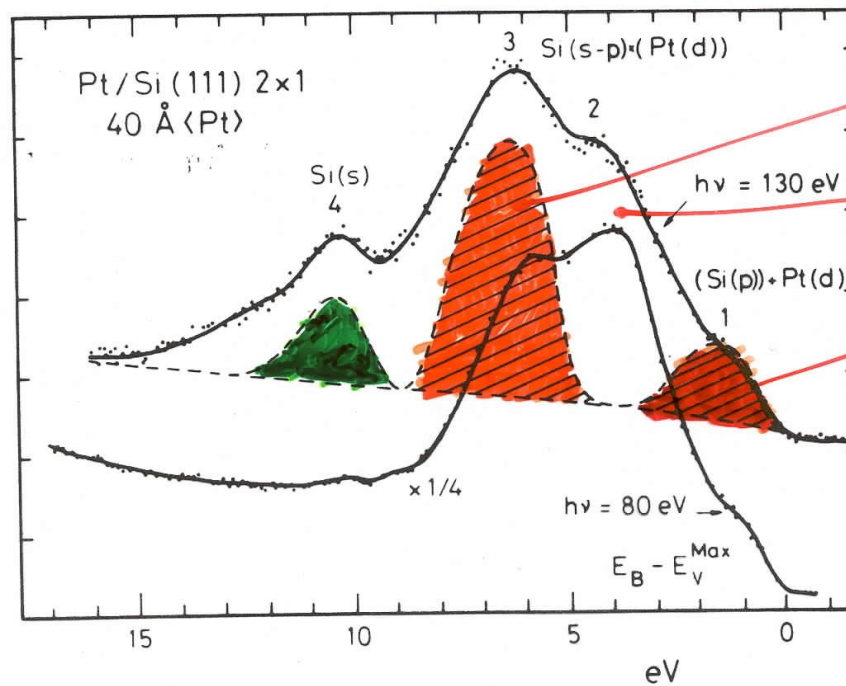 3
Si(s-p)·(Pt(d))
Pt/Si(111) 2×1
40 Å ⟨Pt⟩
2
Si(s)
4
hν = 130 eV
(Si(p))+Pt(d)
1
× 1/4
hν = 80 eV
E_B − E_V^Max
15
10
5
0
eV